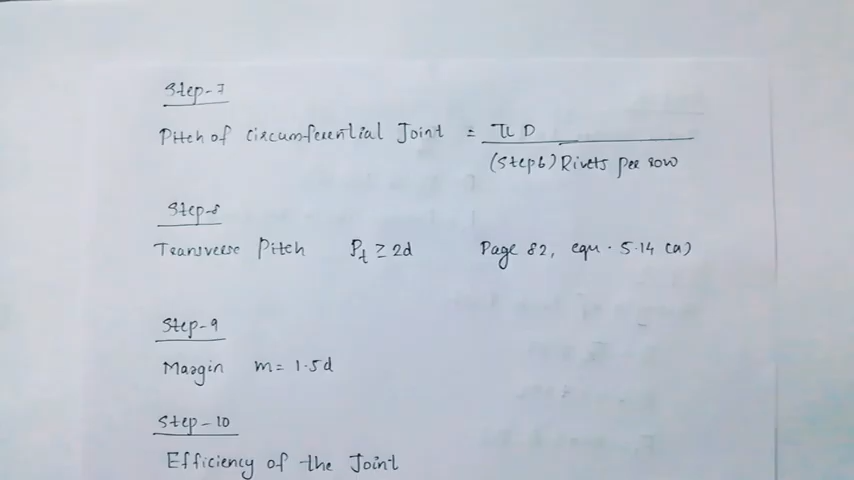 Step-7
Pitch of circumferential Joint = π D
(Step6) Rivets per row
Step-8
Transverse Pitch Pt ≥ 2d Page 82, equ. 5.14 (a)
Step-9
Margin m = 1.5d
Step-10
Efficiency of the Joint